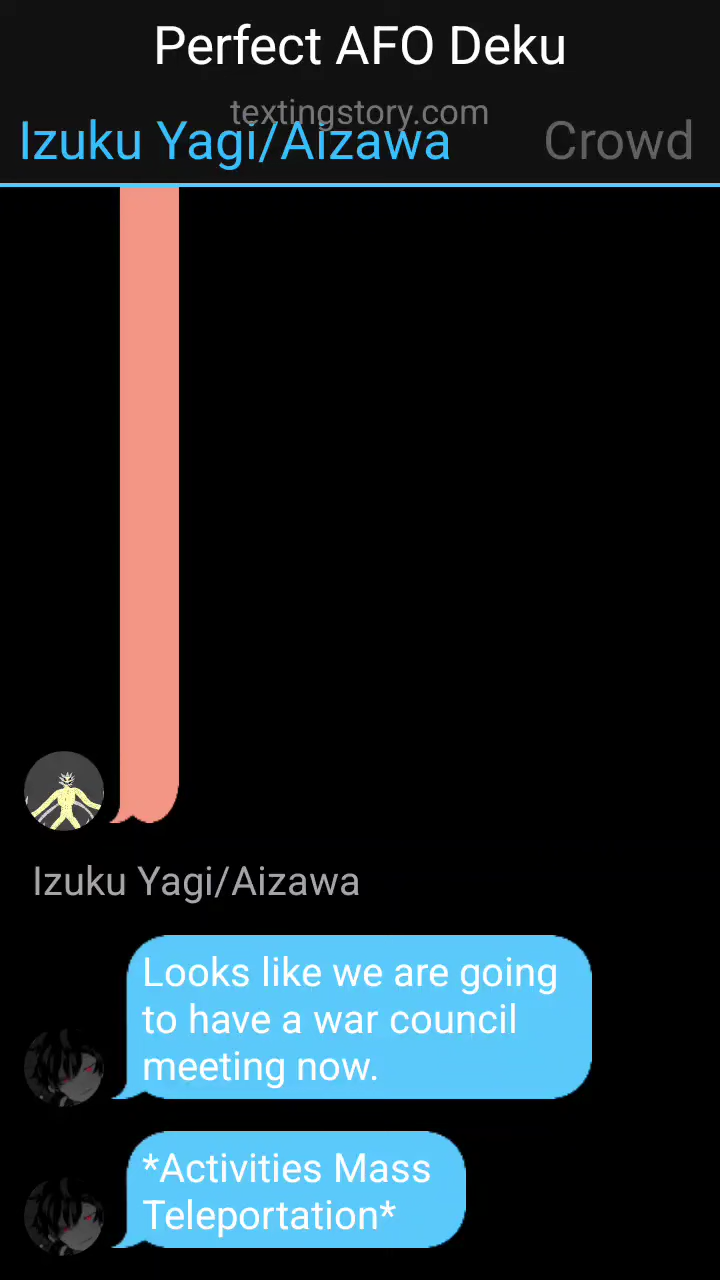 Perfect AFO Deku
textingstory.com
Izuku Yagi/Aizawa
Crowd
Izuku Yagi/Aizawa
Looks like we are going
to have a war council
meeting now.
*Activities Mass
Teleportation*